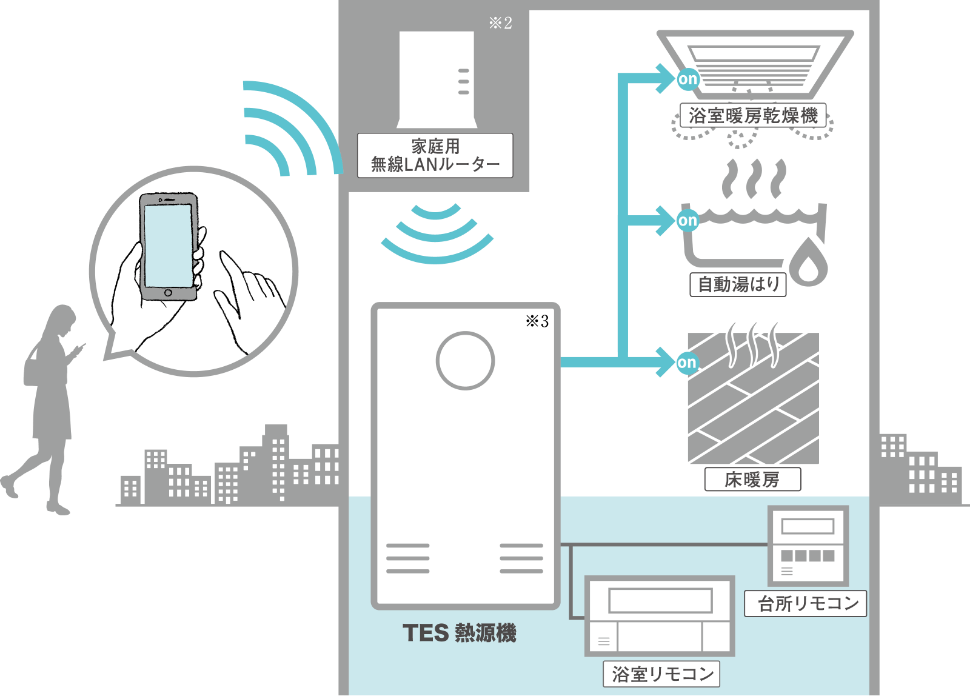 ※2
家庭用
無線LANルーター
on
浴室暖房乾燥機
on
自動湯はり
※3
on
床暖房
台所リモコン
TES 熱源機
浴室リモコン